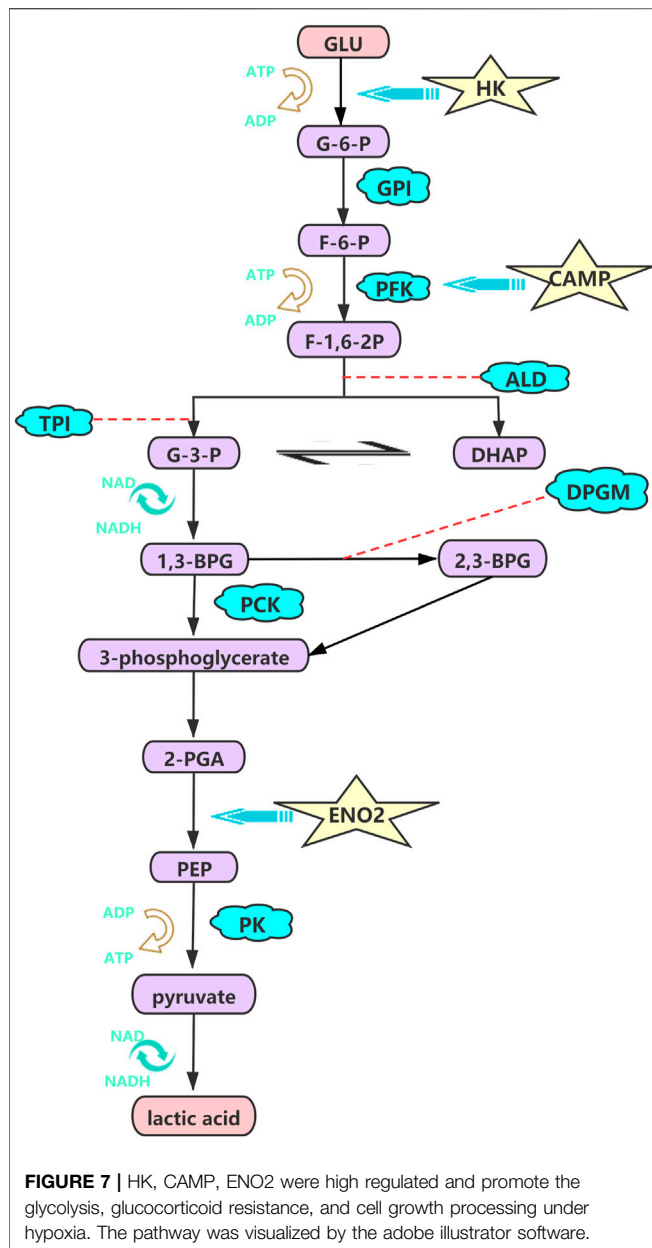 GLU
ATP
HK
ADP
G-6-P
GPI
F-6-P
ATP
PFK
CAMP
ADP
F-1,6-2P
ALD
TPI
G-3-P
DHAP
NAD
DPGM
NADH
1,3-BPG
2,3-BPG
PCK
3-phosphoglycerate
2-PGA
ENO2
PEP
ADP
PK
ATP
pyruvate
NAD
NADH
lactic acid
FIGURE 7 | HK, CAMP, ENO2 were high regulated and promote the
glycolysis, glucocorticoid resistance, and cell growth processing under
hypoxia. The pathway was visualized by the adobe illustrator software.